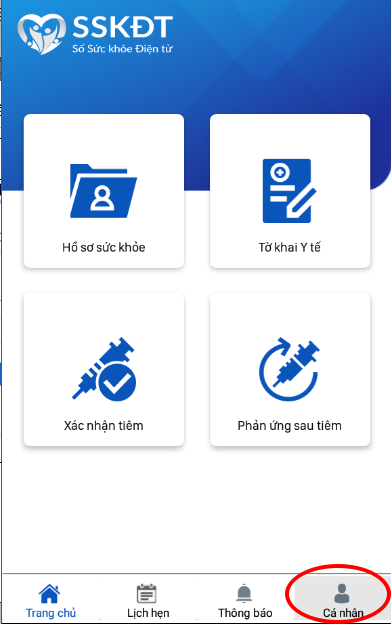 SSKĐT
Sổ Sức khỏe Điện tử
Hồ sơ sức khỏe
Tờ khai Y tế
Xác nhận tiêm
Phản ứng sau tiêm
Trang chủ
Lịch hẹn
Thông báo
Cá nhân